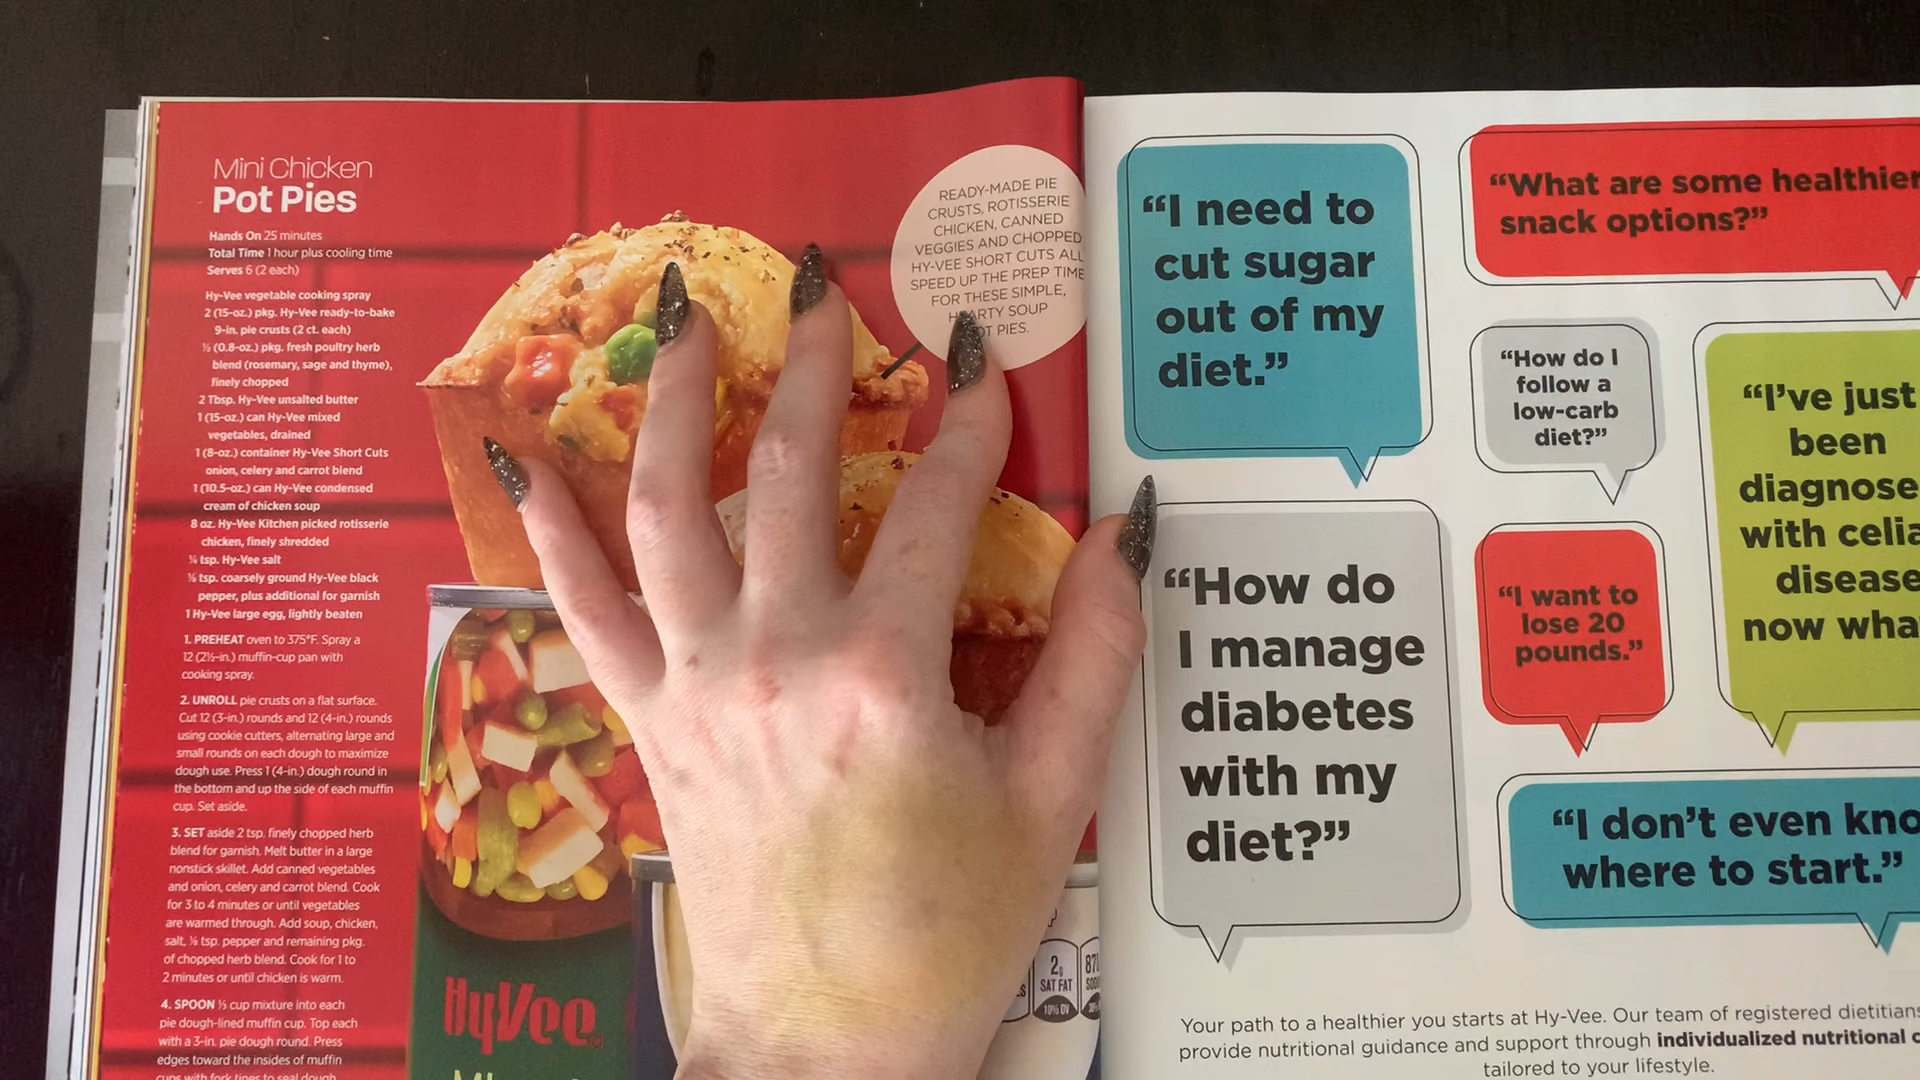 Mini Chicken
Pot Pies
Hands On 25 minutes
Total Time 1 hour plus cooling time
Serves 6 (2 each)
Hy-Vee vegetable cooking spray
2 (15-oz.) pkg. Hy-Vee ready-to-bake
9-in. pie crusts (2 ct. each)
½ (0.8-oz.) pkg. fresh poultry herb
blend (rosemary, sage and thyme),
finely chopped
2 Tbsp. Hy-Vee unsalted butter
1 (15-oz.) can Hy-Vee mixed
vegetables, drained
1 (8-oz.) container Hy-Vee Short Cuts
onion, celery and carrot blend
1 (10.5-oz.) can Hy-Vee condensed
cream of chicken soup
8 oz. Hy-Vee Kitchen picked rotisserie
chicken, finely shredded
¼ tsp. Hy-Vee salt
⅛ tsp. coarsely ground Hy-Vee black
pepper, plus additional for garnish
1 Hy-Vee large egg, lightly beaten
1. PREHEAT oven to 375°F. Spray a
12 (2½-in.) muffin-cup pan with
cooking spray.
2. UNROLL pie crusts on a flat surface.
Cut 12 (3-in.) rounds and 12 (4-in.) rounds
using cookie cutters, alternating large and
small rounds on each dough to maximize
dough use. Press 1 (4-in.) dough round in
the bottom and up the side of each muffin
cup. Set aside.
3. SET aside 2 tsp. finely chopped herb
blend for garnish. Melt butter in a large
nonstick skillet. Add canned vegetables
and onion, celery and carrot blend. Cook
for 3 to 4 minutes or until vegetables
are warmed through. Add soup, chicken,
salt, ⅛ tsp. pepper and remaining pkg.
of chopped herb blend. Cook for 1 to
2 minutes or until chicken is warm.
4. SPOON ⅓ cup mixture into each
pie dough-lined muffin cup. Top each
with a 3-in. pie dough round. Press
edges toward the insides of muffin
cups with fork tines to seal dough
READY-MADE PIE
CRUSTS, ROTISSERIE
CHICKEN, CANNED
VEGGIES AND CHOPPED
HY-VEE SHORT CUTS ALL
SPEED UP THE PREP TIME
FOR THESE SIMPLE,
SOUP
PIES.
HyVee
2g
SAT FAT
10% DV
“I need to
cut sugar
out of my
diet.”
“What are some healthier
snack options?”
“How do I
follow a
low-carb
diet?”
“I’ve just
been
diagnose
with celia
disease
now wha
“How do
I manage
diabetes
with my
diet?”
“I want to
lose 20
pounds.”
“I don’t even kno
where to start.”
Your path to a healthier you starts at Hy-Vee. Our team of registered dietitians
provide nutritional guidance and support through individualized nutritional c
tailored to your lifestyle.